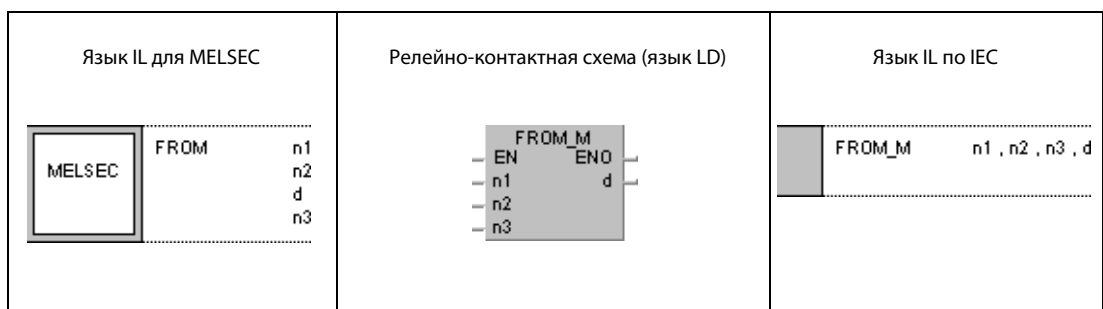 Язык IL для MELSEC
MELSEC
FROM n1
n2
d
n3
Релейно-контактная схема (язык LD)
FROM_M
EN ENO
n1 d
n2
n3
Язык IL по IEC
FROM_M n1 , n2 , n3 , d